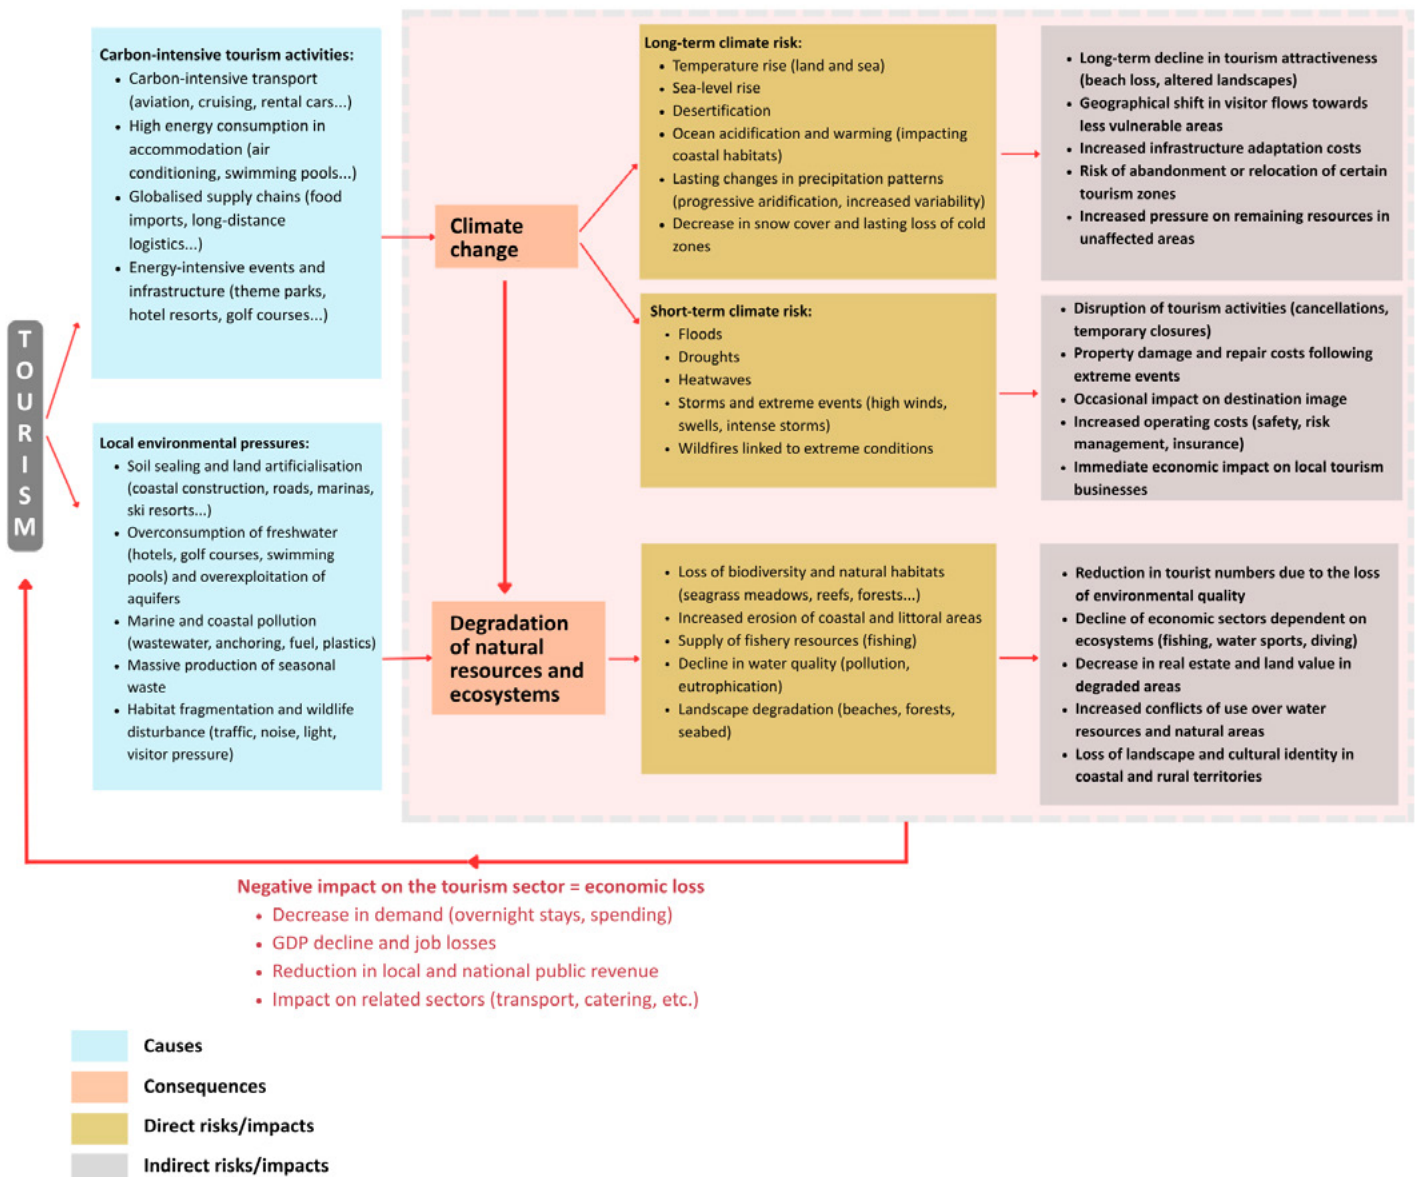 TOURISM
Carbon-intensive tourism activities:
• Carbon-intensive transport
(aviation, cruising, rental cars...)
• High energy consumption in
accommodation (air
conditioning, swimming pools...)
• Globalised supply chains (food
imports, long-distance
logistics...)
• Energy-intensive events and
infrastructure (theme parks,
hotel resorts, golf courses...)
Local environmental pressures:
• Soil sealing and land artificialisation
(coastal construction, roads, marinas,
ski resorts...)
• Overconsumption of freshwater
(hotels, golf courses, swimming
pools) and overexploitation of
aquifers
• Marine and coastal pollution
(wastewater, anchoring, fuel, plastics)
• Massive production of seasonal
waste
• Habitat fragmentation and wildlife
disturbance (traffic, noise, light,
visitor pressure)
Climate
change
Degradation
of natural
resources and
ecosystems
Long-term climate risk:
• Temperature rise (land and sea)
• Sea-level rise
• Desertification
• Ocean acidification and warming (impacting
coastal habitats)
• Lasting changes in precipitation patterns
(progressive aridification, increased variability)
• Decrease in snow cover and lasting loss of cold
zones
Short-term climate risk:
• Floods
• Droughts
• Heatwaves
• Storms and extreme events (high winds,
swells, intense storms)
• Wildfires linked to extreme conditions
• Loss of biodiversity and natural habitats
(seagrass meadows, reefs, forests...)
• Increased erosion of coastal and littoral areas
• Supply of fishery resources (fishing)
• Decline in water quality (pollution,
eutrophication)
• Landscape degradation (beaches, forests,
seabed)
• Long-term decline in tourism attractiveness
(beach loss, altered landscapes)
• Geographical shift in visitor flows towards
less vulnerable areas
• Increased infrastructure adaptation costs
• Risk of abandonment or relocation of certain
tourism zones
• Increased pressure on remaining resources in
unaffected areas
• Disruption of tourism activities (cancellations,
temporary closures)
• Property damage and repair costs following
extreme events
• Occasional impact on destination image
• Increased operating costs (safety, risk
management, insurance)
• Immediate economic impact on local tourism
businesses
• Reduction in tourist numbers due to the loss
of environmental quality
• Decline of economic sectors dependent on
ecosystems (fishing, water sports, diving)
• Decrease in real estate and land value in
degraded areas
• Increased conflicts of use over water
resources and natural areas
• Loss of landscape and cultural identity in
coastal and rural territories
Negative impact on the tourism sector = economic loss
• Decrease in demand (overnight stays, spending)
• GDP decline and job losses
• Reduction in local and national public revenue
• Impact on related sectors (transport, catering, etc.)
Causes
Consequences
Direct risks/impacts
Indirect risks/impacts